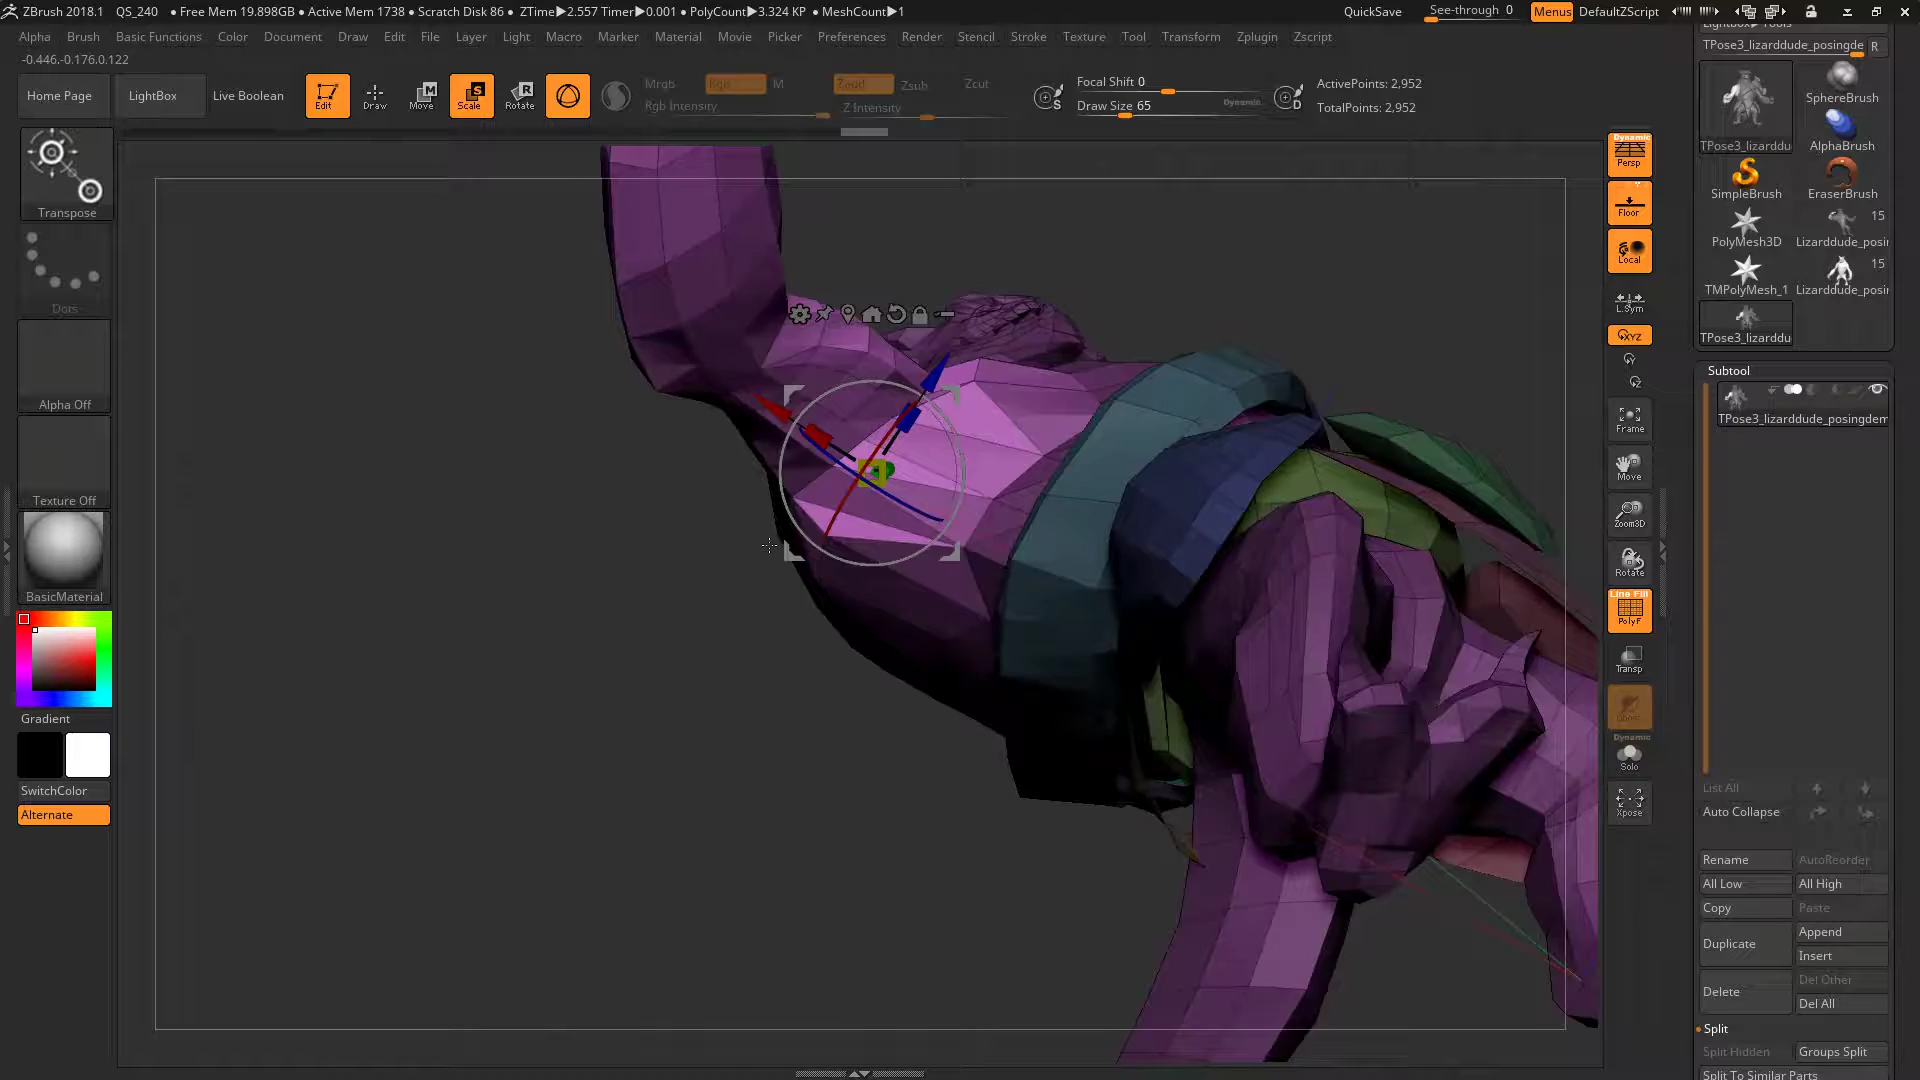 ZBrush 2018.1 QS_240 • Free Mem 19.898GB • Active Mem 1738 • Scratch Disk 86 • ZTime▶2.557 Timer▶0.001 • PolyCount▶3.324 KP • MeshCount▶1 QuickSave See-through 0 Menus DefaultZScript
Alpha Brush Basic Functions Color Document Draw Edit File Layer Light Macro Marker Material Movie Picker Preferences Render Stencil Stroke Texture Tool Transform Zplugin Zscript
-0.446,-0.176,0.122
Home Page LightBox Live Boolean Edit Draw Move Scale Rotate
Mrgb Rgb M Zadd Zsub Zcut
Rgb Intensity Z Intensity
Focal Shift 0
Draw Size 65 Dynamic
ActivePoints: 2,952
TotalPoints: 2,952
Transpose
Dots
Alpha Off
Texture Off
BasicMaterial
Gradient
SwitchColor
Alternate
Dynamic
Persp
Floor
Local
L.Sym
XYZ
Frame
Move
Zoom3D
Rotate
Line Fill
PolyF
Transp
Ghost
Dynamic
Solo
Xpose
TPose3_lizarddude_posingde R
SphereBrush
TPose3_lizarddu AlphaBrush
SimpleBrush EraserBrush
15
PolyMesh3D Lizarddude_posi
15
TMPolyMesh_1 Lizarddude_posi
TPose3_lizarddu
Subtool
TPose3_lizarddude_posingdem
List All
Auto Collapse
Rename AutoReorder
All Low All High
Copy Paste
Duplicate Append
Insert
Delete Del Other
Del All
Split
Split Hidden Groups Split
Split To Similar Parts